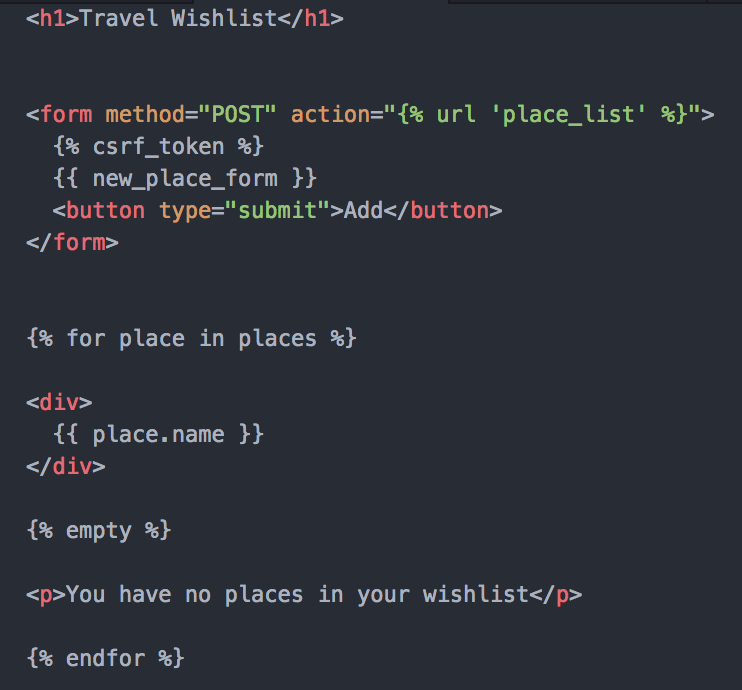 <h1>Travel Wishlist</h1>
<form method="POST" action="{% url 'place_list' %}">
{% csrf_token %}
{{ new_place_form }}
<button type="submit">Add</button>
</form>
{% for place in places %}
<div>
{{ place.name }}
</div>
{% empty %}
<p>You have no places in your wishlist</p>
{% endfor %}